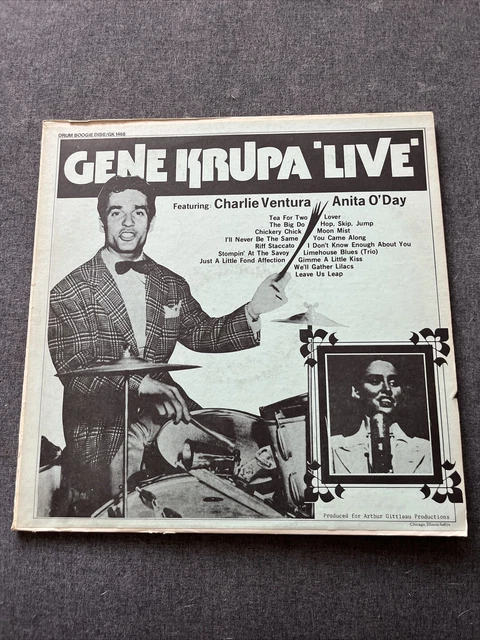 DRUM BOOGIE DISC/GK 1468
GENE KRUPA 'LIVE'
Featuring: Charlie Ventura Anita O'Day
Tea For Two Lover
The Big Do Hop, Skip, Jump
Chickery Chick Moon Mist
I'll Never Be The Same You Came Along
Riff Staccato I Don't Know Enough About You
Stompin' At The Savoy Limehouse Blues (Trio)
Just A Little Fond Affection Gimme A Little Kiss
We'll Gather Lilacs
Leave Us Leap
Produced for Arthur Gittleau Productions
Chicago, Illinois